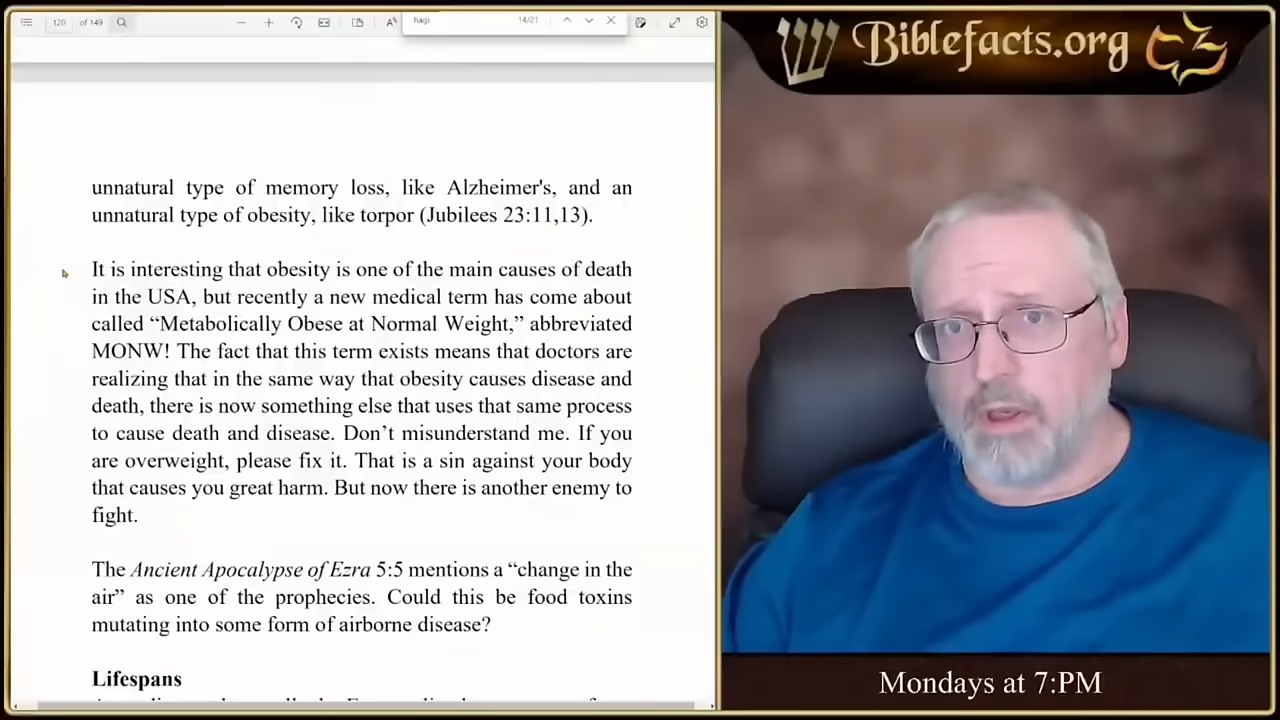 120 of 149
hagi 14/21
unnatural type of memory loss, like Alzheimer's, and an
unnatural type of obesity, like torpor (Jubilees 23:11,13).
It is interesting that obesity is one of the main causes of death
in the USA, but recently a new medical term has come about
called “Metabolically Obese at Normal Weight,” abbreviated
MONW! The fact that this term exists means that doctors are
realizing that in the same way that obesity causes disease and
death, there is now something else that uses that same process
to cause death and disease. Don’t misunderstand me. If you
are overweight, please fix it. That is a sin against your body
that causes you great harm. But now there is another enemy to
fight.
The Ancient Apocalypse of Ezra 5:5 mentions a “change in the
air” as one of the prophecies. Could this be food toxins
mutating into some form of airborne disease?
Lifespans
Biblefacts.org
Mondays at 7:PM